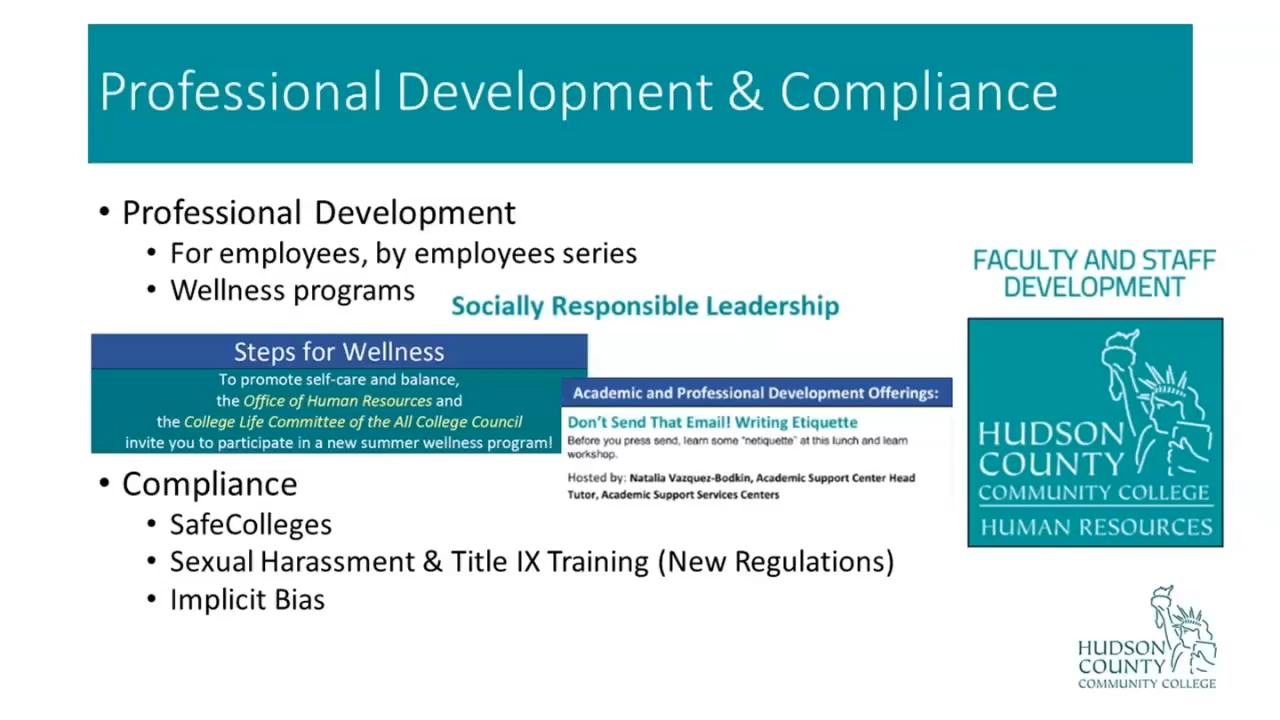 Professional Development & Compliance
• Professional Development
• For employees, by employees series
• Wellness programs
Socially Responsible Leadership
Steps for Wellness
To promote self-care and balance,
the Office of Human Resources and
the College Life Committee of the All College Council
invite you to participate in a new summer wellness program!
Academic and Professional Development Offerings:
Don't Send That Email! Writing Etiquette
Before you press send, learn some "netiquette" at this lunch and learn
workshop.
Hosted by: Natalia Vazquez-Bodkin, Academic Support Center Head
Tutor, Academic Support Services Centers
• Compliance
• SafeColleges
• Sexual Harassment & Title IX Training (New Regulations)
• Implicit Bias
FACULTY AND STAFF
DEVELOPMENT
HUDSON
COUNTY
COMMUNITY COLLEGE
HUMAN RESOURCES
HUDSON
COUNTY
COMMUNITY COLLEGE